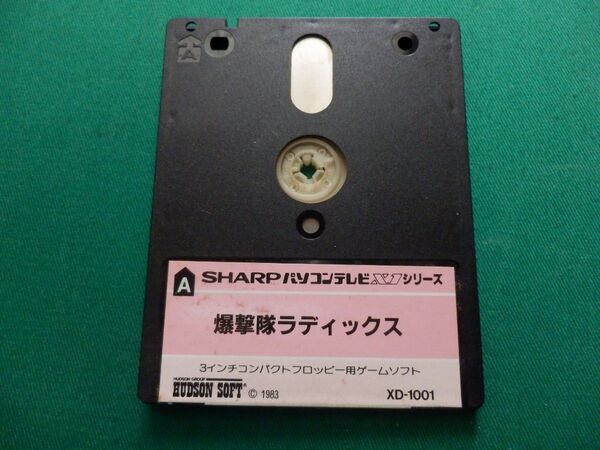 A
A
SHARP パソコンテレビ X1 シリーズ
爆撃隊ラディックス
3インチコンパクトフロッピー用ゲームソフト
HUDSON GROUP
HUDSON SOFT® © 1983
XD-1001